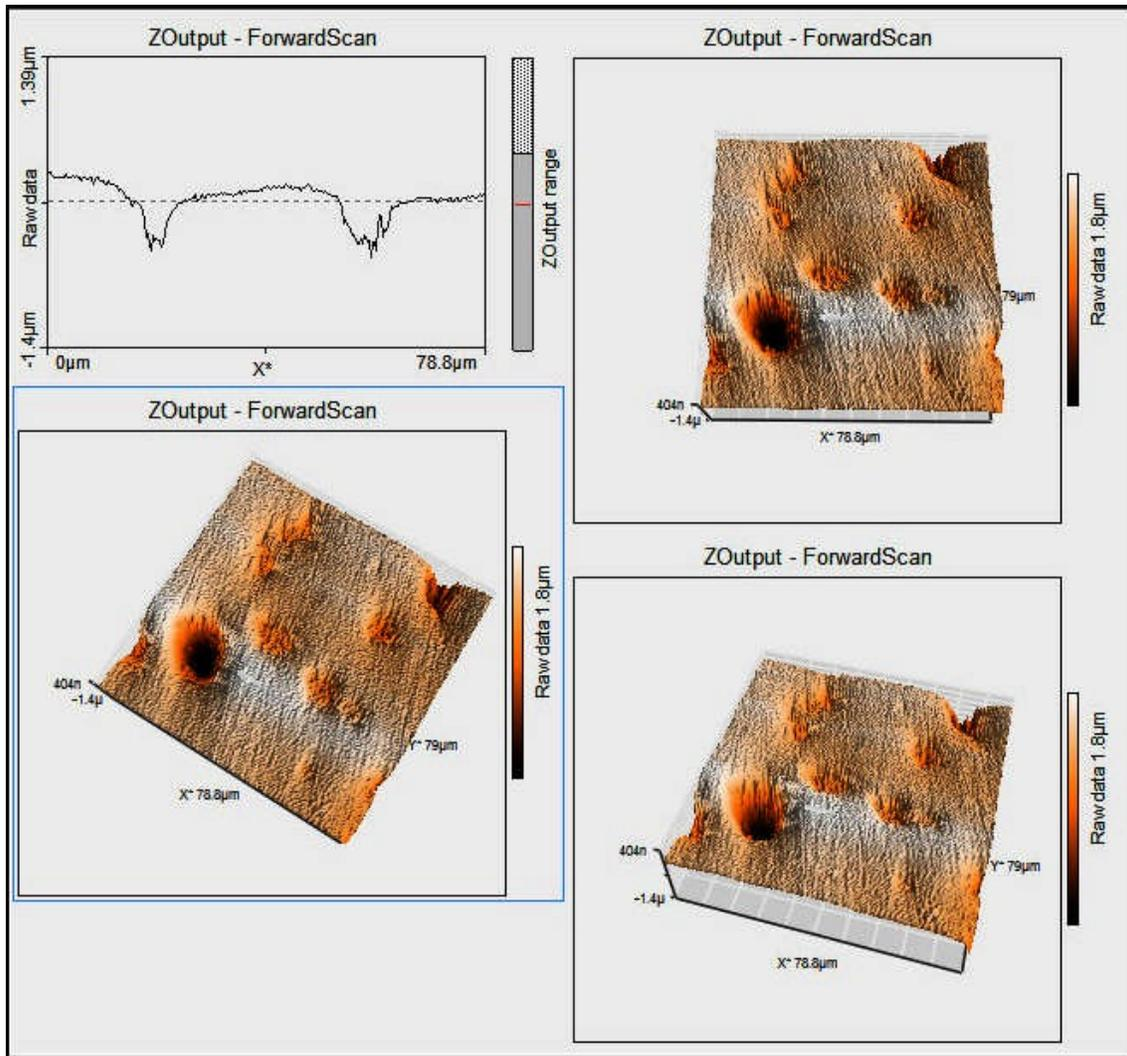 ZOutput - ForwardScan
1.39µm
Raw data
-1.4µm
0µm
X*
78.8µm
ZOutput range
ZOutput - ForwardScan
79µm
404n
-1.4µ
X* 78.8µm
Raw data 1.8µm
ZOutput - ForwardScan
404n
-1.4µ
Y* 79µm
X* 78.8µm
Raw data 1.8µm
ZOutput - ForwardScan
404n
-1.4µ
Y* 79µm
X* 78.8µm
Raw data 1.8µm